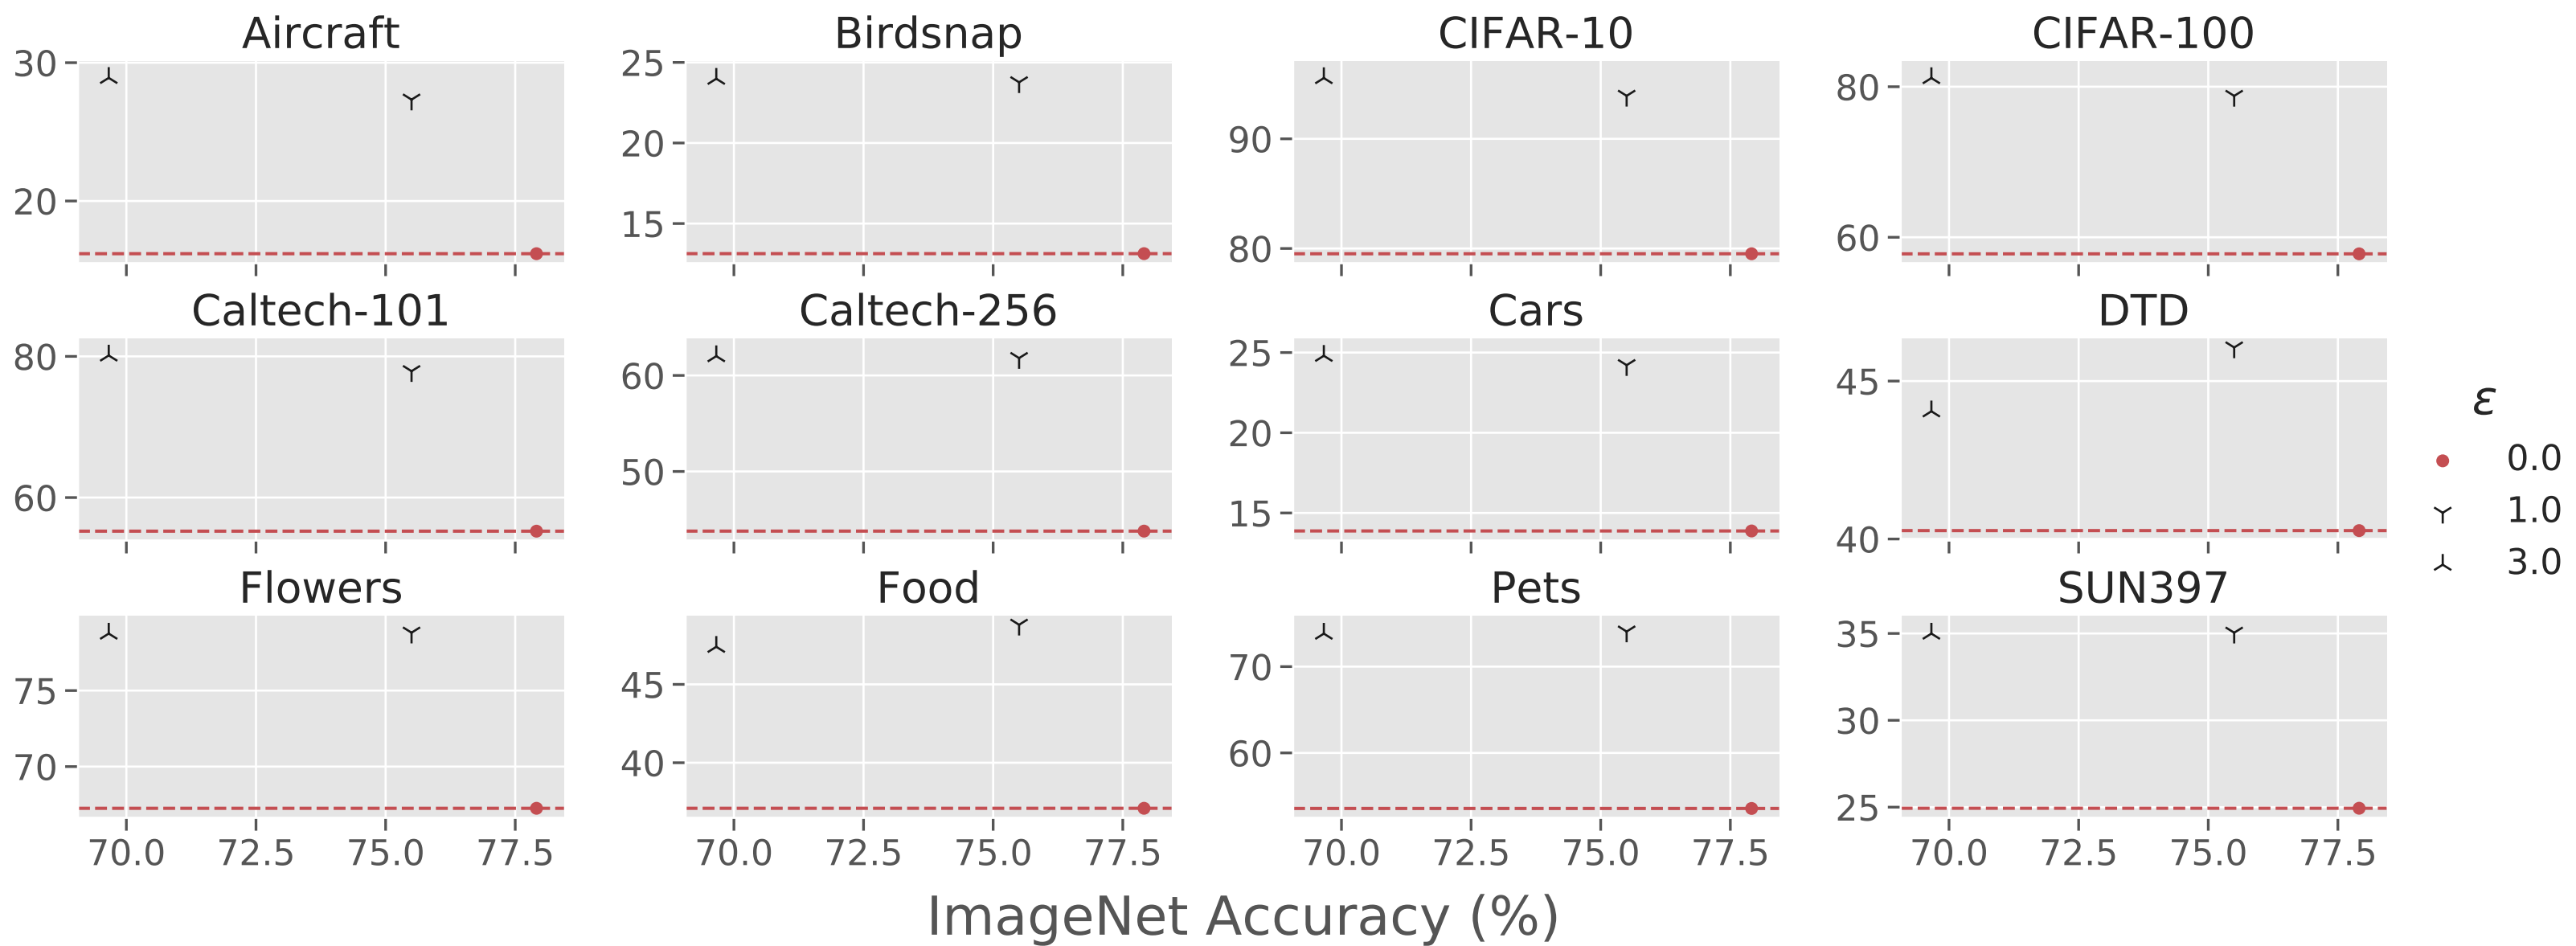 Aircraft
30
20
Birdsnap
25
20
15
CIFAR-10
90
80
CIFAR-100
80
60
Caltech-101
80
60
Caltech-256
60
50
Cars
25
20
15
DTD
45
40
Flowers
75
70
70.0 72.5 75.0 77.5
Food
45
40
70.0 72.5 75.0 77.5
Pets
70
60
70.0 72.5 75.0 77.5
SUN397
35
30
25
70.0 72.5 75.0 77.5
ε
0.0
1.0
3.0
ImageNet Accuracy (%)